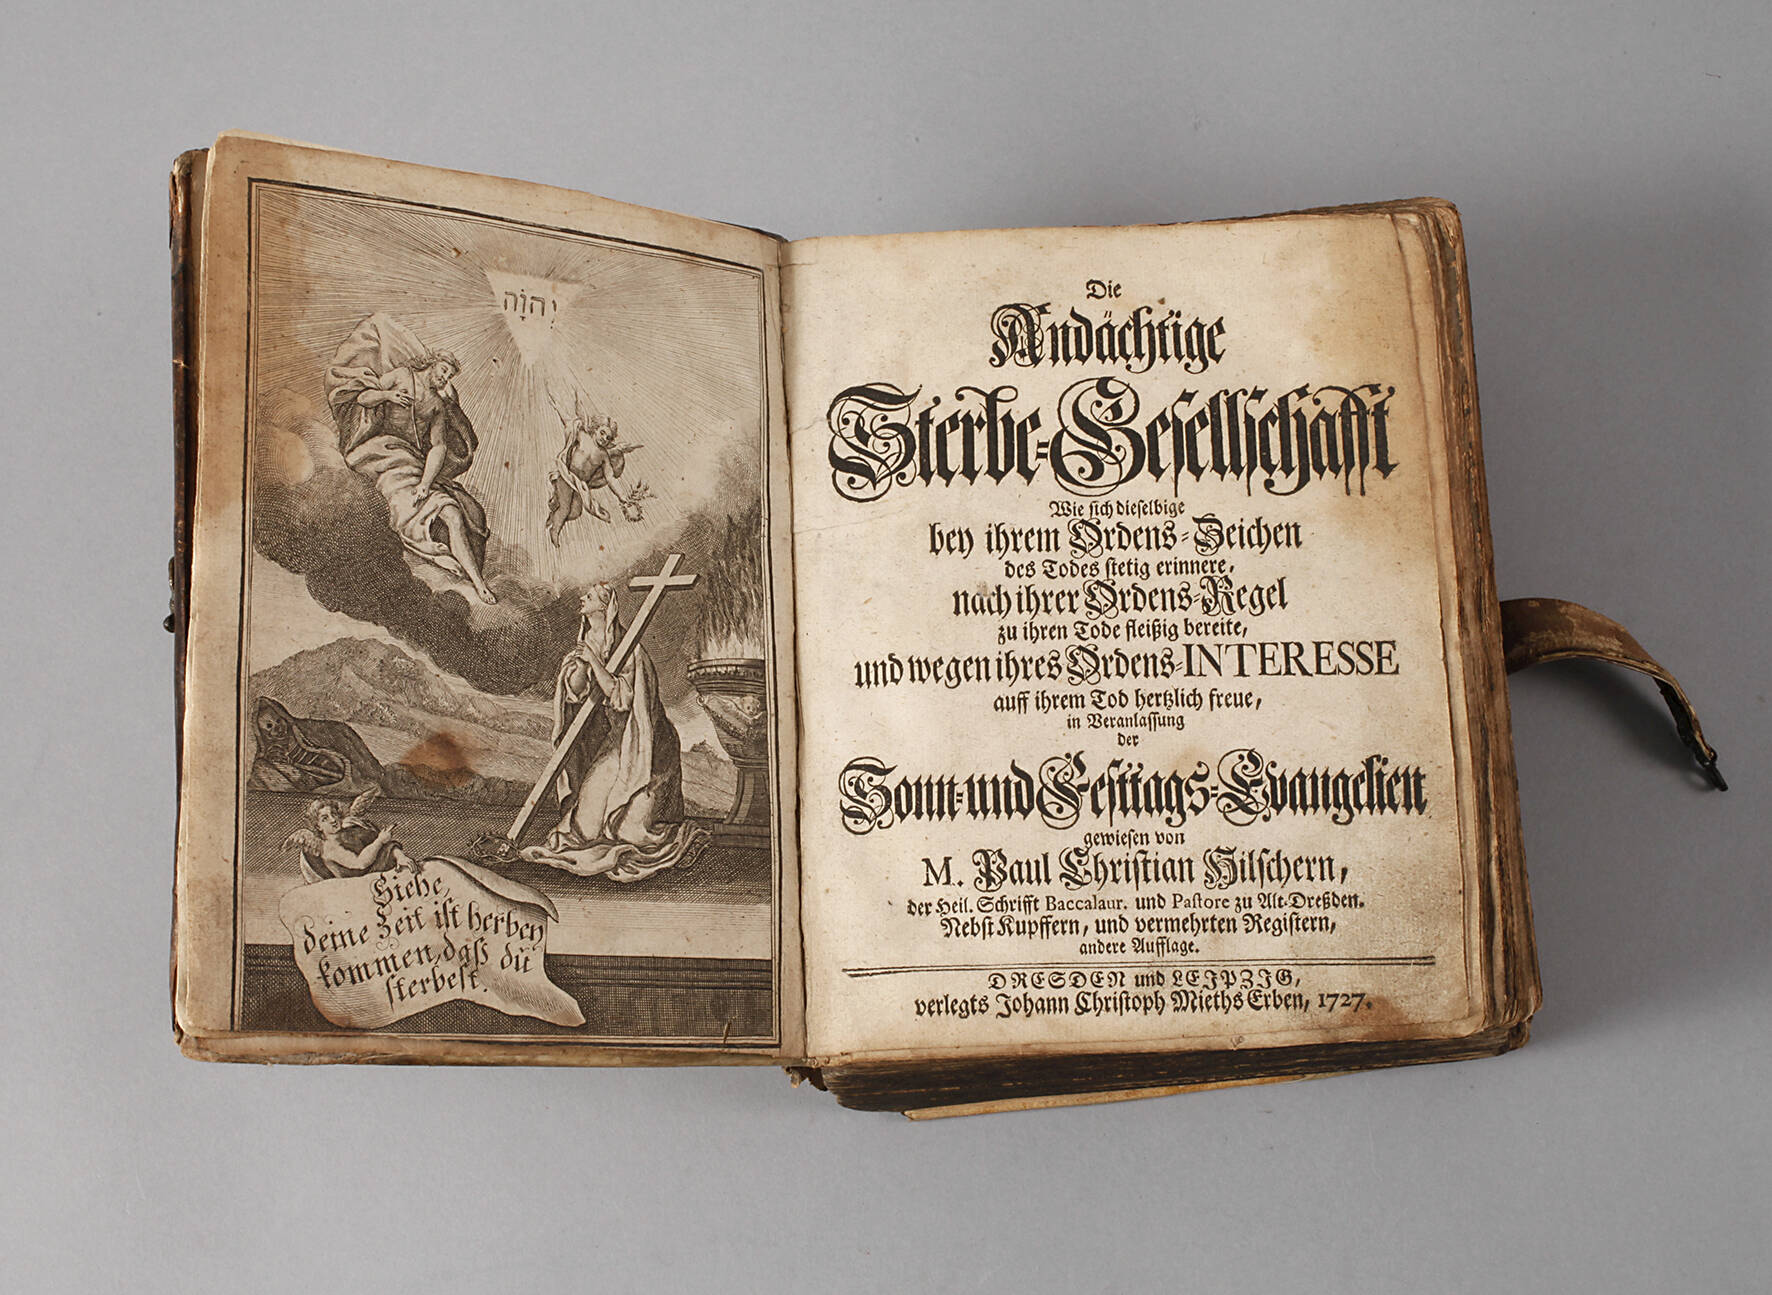 יְהוָֹה
Siehe,
deine Zeit ist herbey
kommen, daß du
sterbest.
Die
Andächtige
Sterbe-Gesellschafft
Wie sich dieselbige
bey ihrem Ordens-Zeichen
des Todes stetig erinnere,
nach ihrer Ordens-Regel
zu ihren Tode fleißig bereite,
und wegen ihres Ordens-INTERESSE
auff ihrem Tod hertzlich freue,
in Veranlassung
der
Sonn- und Festtags-Evangelien
gewiesen von
M. Paul Christian Hilschern,
der Heil. Schrifft Baccalaur. und Pastore zu Alt-Dreßden.
Nebst Kupffern, und vermehrten Registern,
andere Aufflage.
DRESDEN und LEIPZIG,
verlegts Johann Christoph Mieths Erben, 1727.